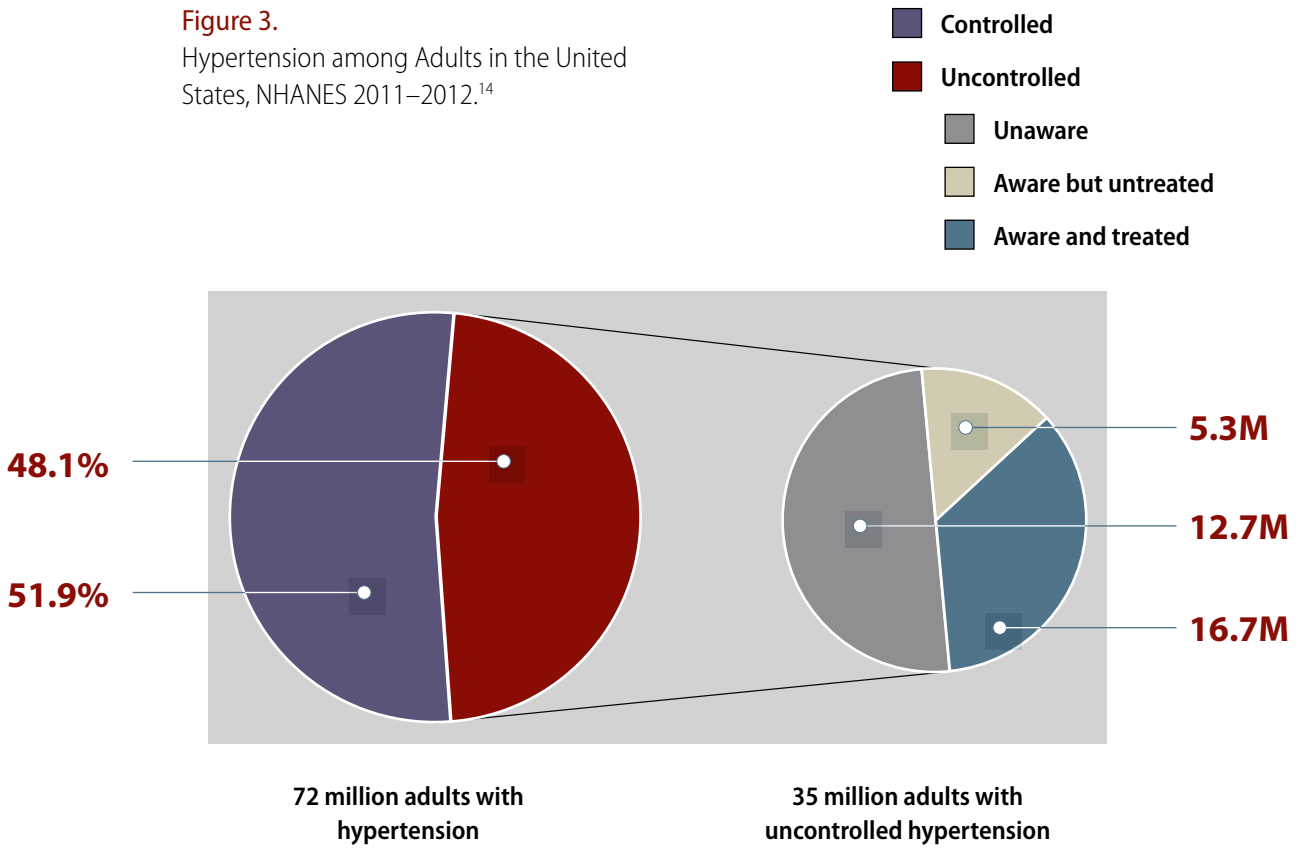 Figure 3.
Hypertension among Adults in the United
States, NHANES 2011–2012.14
Controlled
Uncontrolled
Unaware
Aware but untreated
Aware and treated
48.1%
51.9%
5.3M
12.7M
16.7M
72 million adults with
hypertension
35 million adults with
uncontrolled hypertension